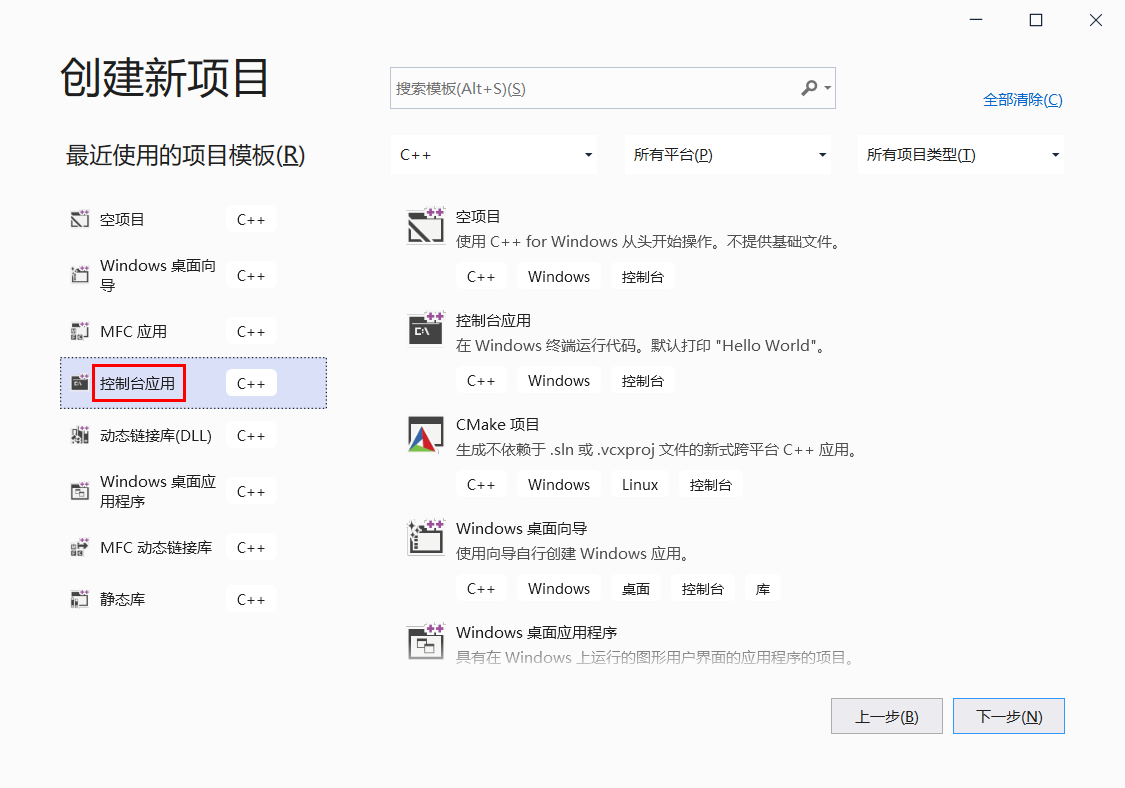 创建新项目
搜索模板(Alt+S)(S)
全部清除(C)
最近使用的项目模板(R)
C++
所有平台(P)
所有项目类型(T)
空项目
C++
Windows 桌面向
导
C++
MFC 应用
C++
控制台应用
C++
动态链接库(DLL)
C++
Windows 桌面应
用程序
C++
MFC 动态链接库
C++
静态库
C++
空项目
使用 C++ for Windows 从头开始操作。不提供基础文件。
C++ Windows 控制台
控制台应用
在 Windows 终端运行代码。默认打印 "Hello World"。
C++ Windows 控制台
CMake 项目
生成不依赖于 .sln 或 .vcxproj 文件的新式跨平台 C++ 应用。
C++ Windows Linux 控制台
Windows 桌面向导
使用向导自行创建 Windows 应用。
C++ Windows 桌面 控制台 库
Windows 桌面应用程序
具有在 Windows 上运行的图形用户界面的应用程序的项目。
上一步(B)
下一步(N)